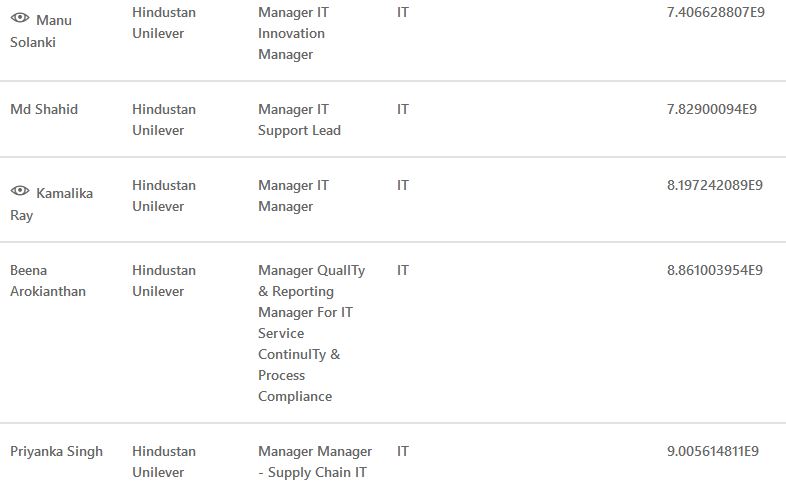 Manu Solanki
Hindustan Unilever
Manager IT Innovation Manager
IT
7.406628807E9
Md Shahid
Hindustan Unilever
Manager IT Support Lead
IT
7.82900094E9
Kamalika Ray
Hindustan Unilever
Manager IT Manager
IT
8.197242089E9
Beena Arokianthan
Hindustan Unilever
Manager QualITy & Reporting Manager For IT Service ContinuITy & Process Compliance
IT
8.861003954E9
Priyanka Singh
Hindustan Unilever
Manager Manager - Supply Chain IT
IT
9.005614811E9